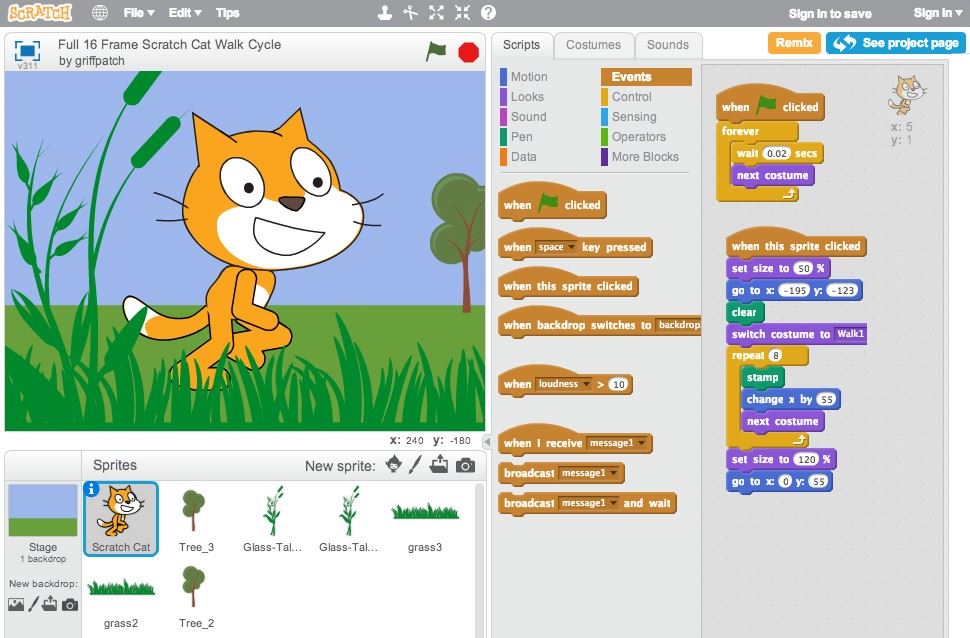 SCRATCH
File ▾ Edit ▾ Tips
Sign in to save
Sign in ▾
v311
Full 16 Frame Scratch Cat Walk Cycle
by griffpatch
Scripts
Costumes
Sounds
Remix
See project page
Motion
Looks
Sound
Pen
Data
Events
Control
Sensing
Operators
More Blocks
when clicked
when space key pressed
when this sprite clicked
when backdrop switches to backdrop
when loudness > 10
when I receive message1
broadcast message1
broadcast message1 and wait
when clicked
forever
wait 0.02 secs
next costume
x: 5
y: 1
when this sprite clicked
set size to 50 %
go to x: -195 y: -123
clear
switch costume to Walk1
repeat 8
stamp
change x by 55
next costume
set size to 120 %
go to x: 0 y: 55
x: 240 y: -180
Sprites
New sprite:
Stage
1 backdrop
New backdrop:
Scratch Cat
Tree_3
Glass-Tal...
Glass-Tal...
grass3
grass2
Tree_2